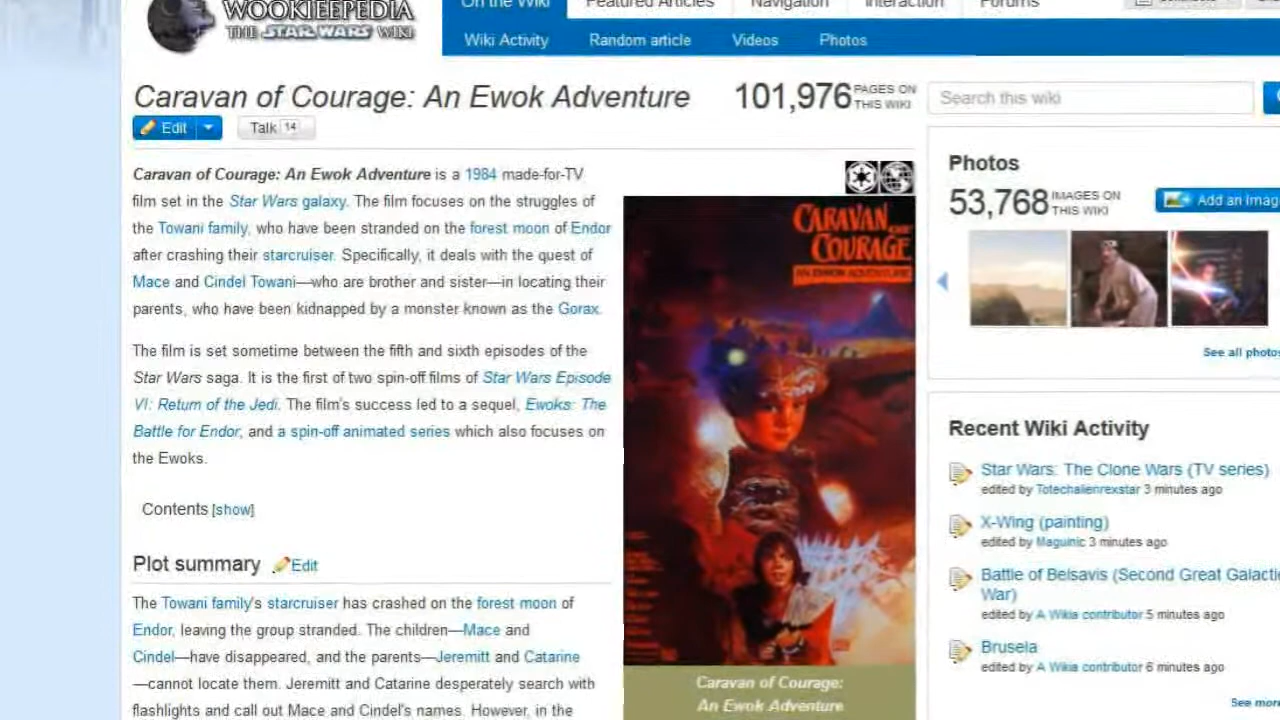 WOOKIEEPEDIA
THE STAR WARS WIKI
On the Wiki
Featured Articles
Navigation
Interaction
Forums
Wiki Activity
Random article
Videos
Photos
Caravan of Courage: An Ewok Adventure
101,976 PAGES ON THIS WIKI
Search this wiki
Edit
Talk 14
Caravan of Courage: An Ewok Adventure is a 1984 made-for-TV
film set in the Star Wars galaxy. The film focuses on the struggles of
the Towani family, who have been stranded on the forest moon of Endor
after crashing their starcruiser. Specifically, it deals with the quest of
Mace and Cindel Towani—who are brother and sister—in locating their
parents, who have been kidnapped by a monster known as the Gorax.
The film is set sometime between the fifth and sixth episodes of the
Star Wars saga. It is the first of two spin-off films of Star Wars Episode
VI: Return of the Jedi. The film's success led to a sequel, Ewoks: The
Battle for Endor, and a spin-off animated series which also focuses on
the Ewoks.
Contents [show]
Plot summary Edit
The Towani family's starcruiser has crashed on the forest moon of
Endor, leaving the group stranded. The children—Mace and
Cindel—have disappeared, and the parents—Jeremitt and Catarine
—cannot locate them. Jeremitt and Catarine desperately search with
flashlights and call out Mace and Cindel's names. However, in the
CARAVAN OF
COURAGE
AN EWOK ADVENTURE
Caravan of Courage:
An Ewok Adventure
Photos
53,768 IMAGES ON THIS WIKI
Add an imag
See all photos
Recent Wiki Activity
Star Wars: The Clone Wars (TV series)
edited by Totechalienrexstar 3 minutes ago
X-Wing (painting)
edited by Maguinic 3 minutes ago
Battle of Belsavis (Second Great Galactic
War)
edited by A Wikia contributor 5 minutes ago
Brusela
edited by A Wikia contributor 6 minutes ago
See more